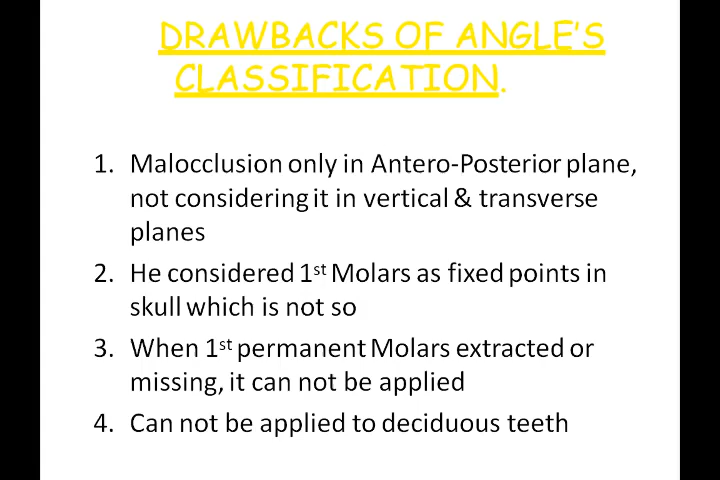 DRAWBACKS OF ANGLE'S
CLASSIFICATION.
1. Malocclusion only in Antero-Posterior plane,
not considering it in vertical & transverse
planes
2. He considered 1st Molars as fixed points in
skull which is not so
3. When 1st permanent Molars extracted or
missing, it can not be applied
4. Can not be applied to deciduous teeth